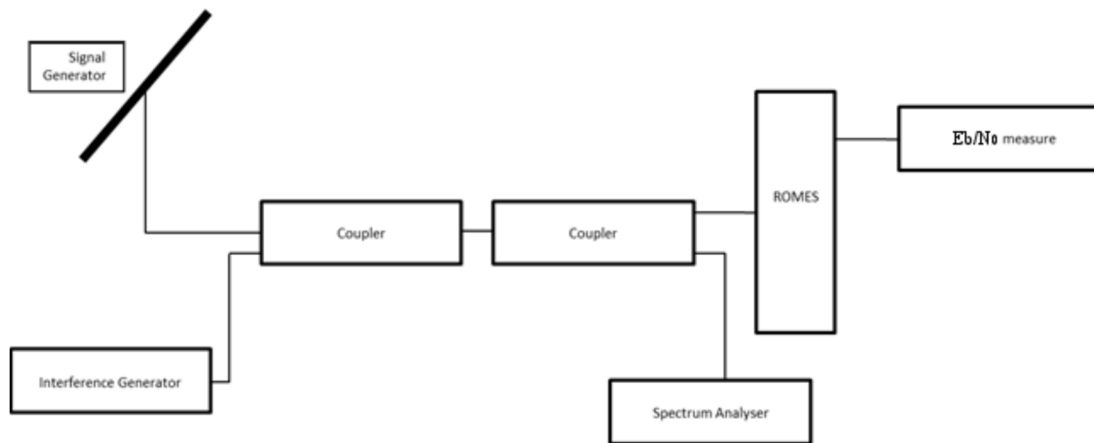 Signal
Generator
Eb/No measure
ROMES
Coupler
Coupler
Interference Generator
Spectrum Analyser